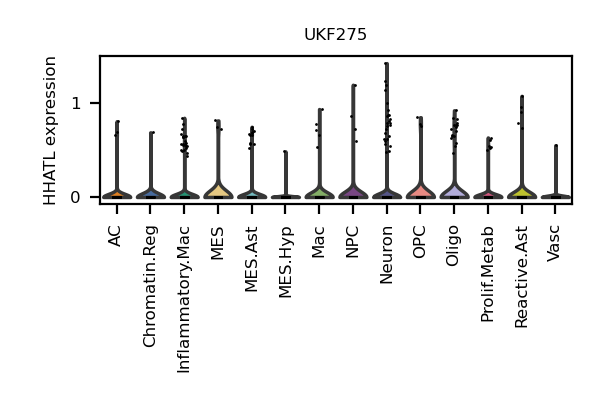 UKF275
HHATL expression
1
0
AC
Chromatin.Reg
Inflammatory.Mac
MES
MES.Ast
MES.Hyp
Mac
NPC
Neuron
OPC
Oligo
Prolif.Metab
Reactive.Ast
Vasc